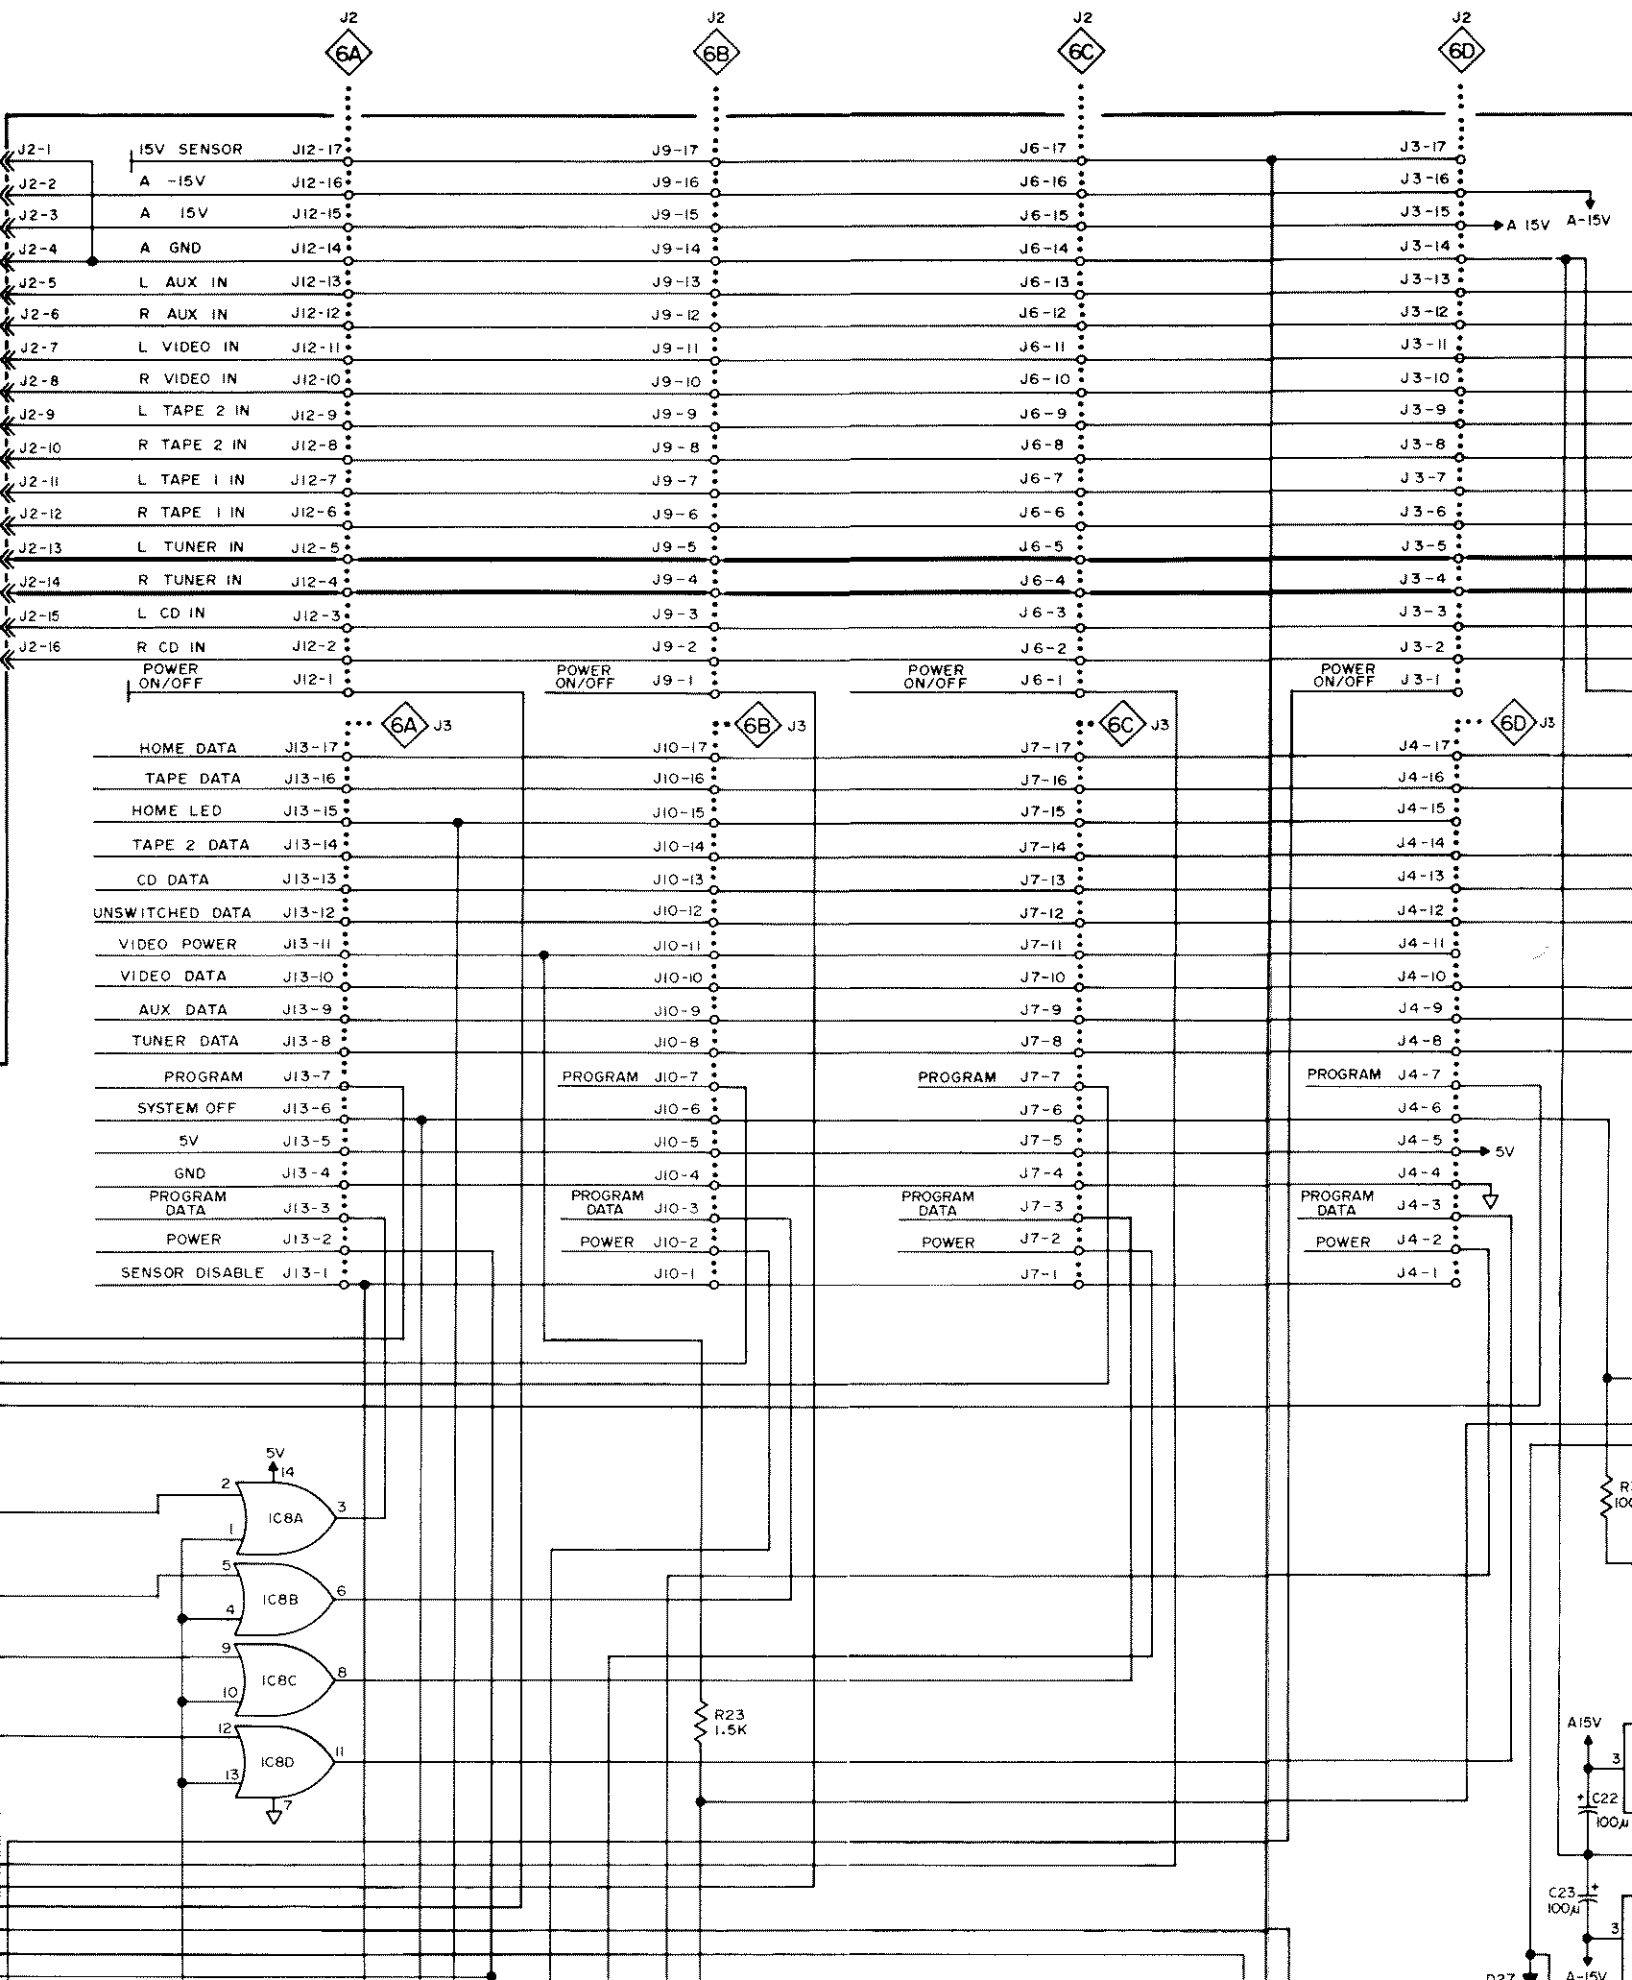 J2 J2 J2 J2
6A 6B 6C 6D
J2-1 15V SENSOR J12-17 J9-17 J6-17 J3-17
J2-2 A -15V J12-16 J9-16 J6-16 J3-16
J2-3 A 15V J12-15 J9-15 J6-15 J3-15 A 15V A-15V
J2-4 A GND J12-14 J9-14 J6-14 J3-14
J2-5 L AUX IN J12-13 J9-13 J6-13 J3-13
J2-6 R AUX IN J12-12 J9-12 J6-12 J3-12
J2-7 L VIDEO IN J12-11 J9-11 J6-11 J3-11
J2-8 R VIDEO IN J12-10 J9-10 J6-10 J3-10
J2-9 L TAPE 2 IN J12-9 J9-9 J6-9 J3-9
J2-10 R TAPE 2 IN J12-8 J9-8 J6-8 J3-8
J2-11 L TAPE 1 IN J12-7 J9-7 J6-7 J3-7
J2-12 R TAPE 1 IN J12-6 J9-6 J6-6 J3-6
J2-13 L TUNER IN J12-5 J9-5 J6-5 J3-5
J2-14 R TUNER IN J12-4 J9-4 J6-4 J3-4
J2-15 L CD IN J12-3 J9-3 J6-3 J3-3
J2-16 R CD IN J12-2 J9-2 J6-2 J3-2
POWER POWER POWER POWER
ON/OFF J12-1 ON/OFF J9-1 ON/OFF J6-1 ON/OFF J3-1
6A J3 6B J3 6C J3 6D J3
HOME DATA J13-17 J10-17 J7-17 J4-17
TAPE DATA J13-16 J10-16 J7-16 J4-16
HOME LED J13-15 J10-15 J7-15 J4-15
TAPE 2 DATA J13-14 J10-14 J7-14 J4-14
CD DATA J13-13 J10-13 J7-13 J4-13
UNSWITCHED DATA J13-12 J10-12 J7-12 J4-12
VIDEO POWER J13-11 J10-11 J7-11 J4-11
VIDEO DATA J13-10 J10-10 J7-10 J4-10
AUX DATA J13-9 J10-9 J7-9 J4-9
TUNER DATA J13-8 J10-8 J7-8 J4-8
PROGRAM J13-7 PROGRAM J10-7 PROGRAM J7-7 PROGRAM J4-7
SYSTEM OFF J13-6 J10-6 J7-6 J4-6
5V J13-5 J10-5 J7-5 J4-5 5V
GND J13-4 J10-4 J7-4 J4-4
PROGRAM PROGRAM PROGRAM PROGRAM
DATA J13-3 DATA J10-3 DATA J7-3 DATA J4-3
POWER J13-2 POWER J10-2 POWER J7-2 POWER J4-2
SENSOR DISABLE J13-1 J10-1 J7-1 J4-1
5V
14
2
IC8A 3
1
5
IC8B 6
4
9
IC8C 8
10
R23
1.5K
12
IC8D 11
13
7
A15V
3
+ C22
100µ
C23 +
100µ
3
D27 A-15V